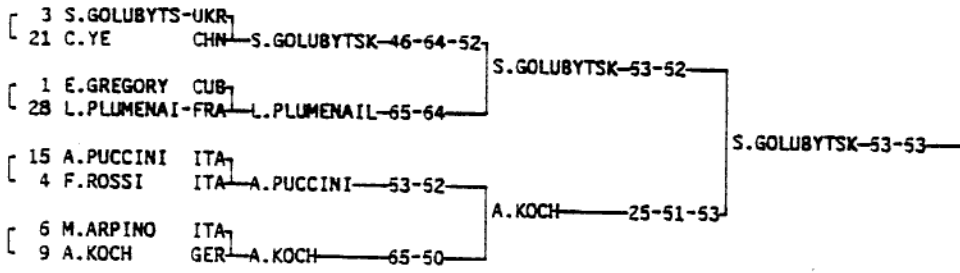 3 S.GOLUBYTS-UKR
21 C.YE CHN S.GOLUBYTSK 46-64-52
S.GOLUBYTSK 53-52
1 E.GREGORY CUB
28 L.PLUMENAI-FRA L.PLUMENAIL 65-64
S.GOLUBYTSK 53-53
15 A.PUCCINI ITA
4 F.ROSSI ITA A.PUCCINI 53-52
A.KOCH 25-51-53
6 M.ARPINO ITA
9 A.KOCH GER A.KOCH 65-50